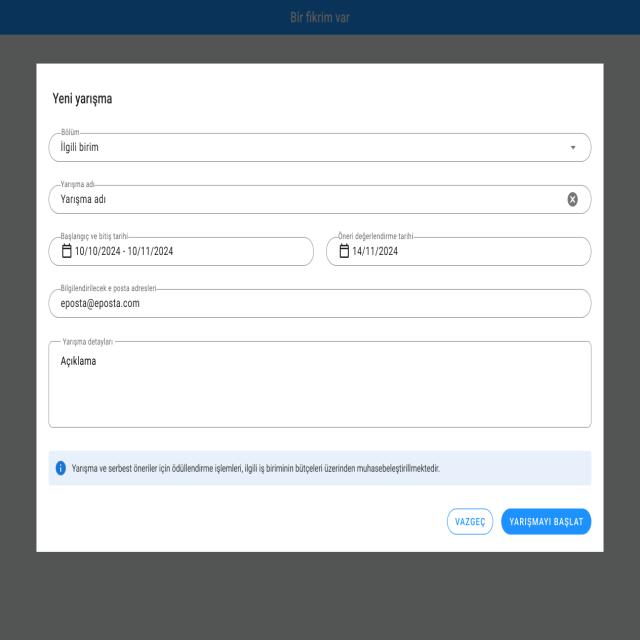 Bir fikrim var
Yeni yarışma
Bölüm
İlgili birim
Yarışma adı
Yarışma adı
Başlangıç ve bitiş tarihi
10/10/2024 - 10/11/2024
Öneri değerlendirme tarihi
14/11/2024
Bilgilendirilecek e posta adresleri
eposta@eposta.com
Yarışma detayları
Açıklama
Yarışma ve serbest öneriler için ödüllendirme işlemleri, ilgili iş biriminin bütçeleri üzerinden muhasebeleştirillmektedir.
VAZGEÇ
YARIŞMAYI BAŞLAT